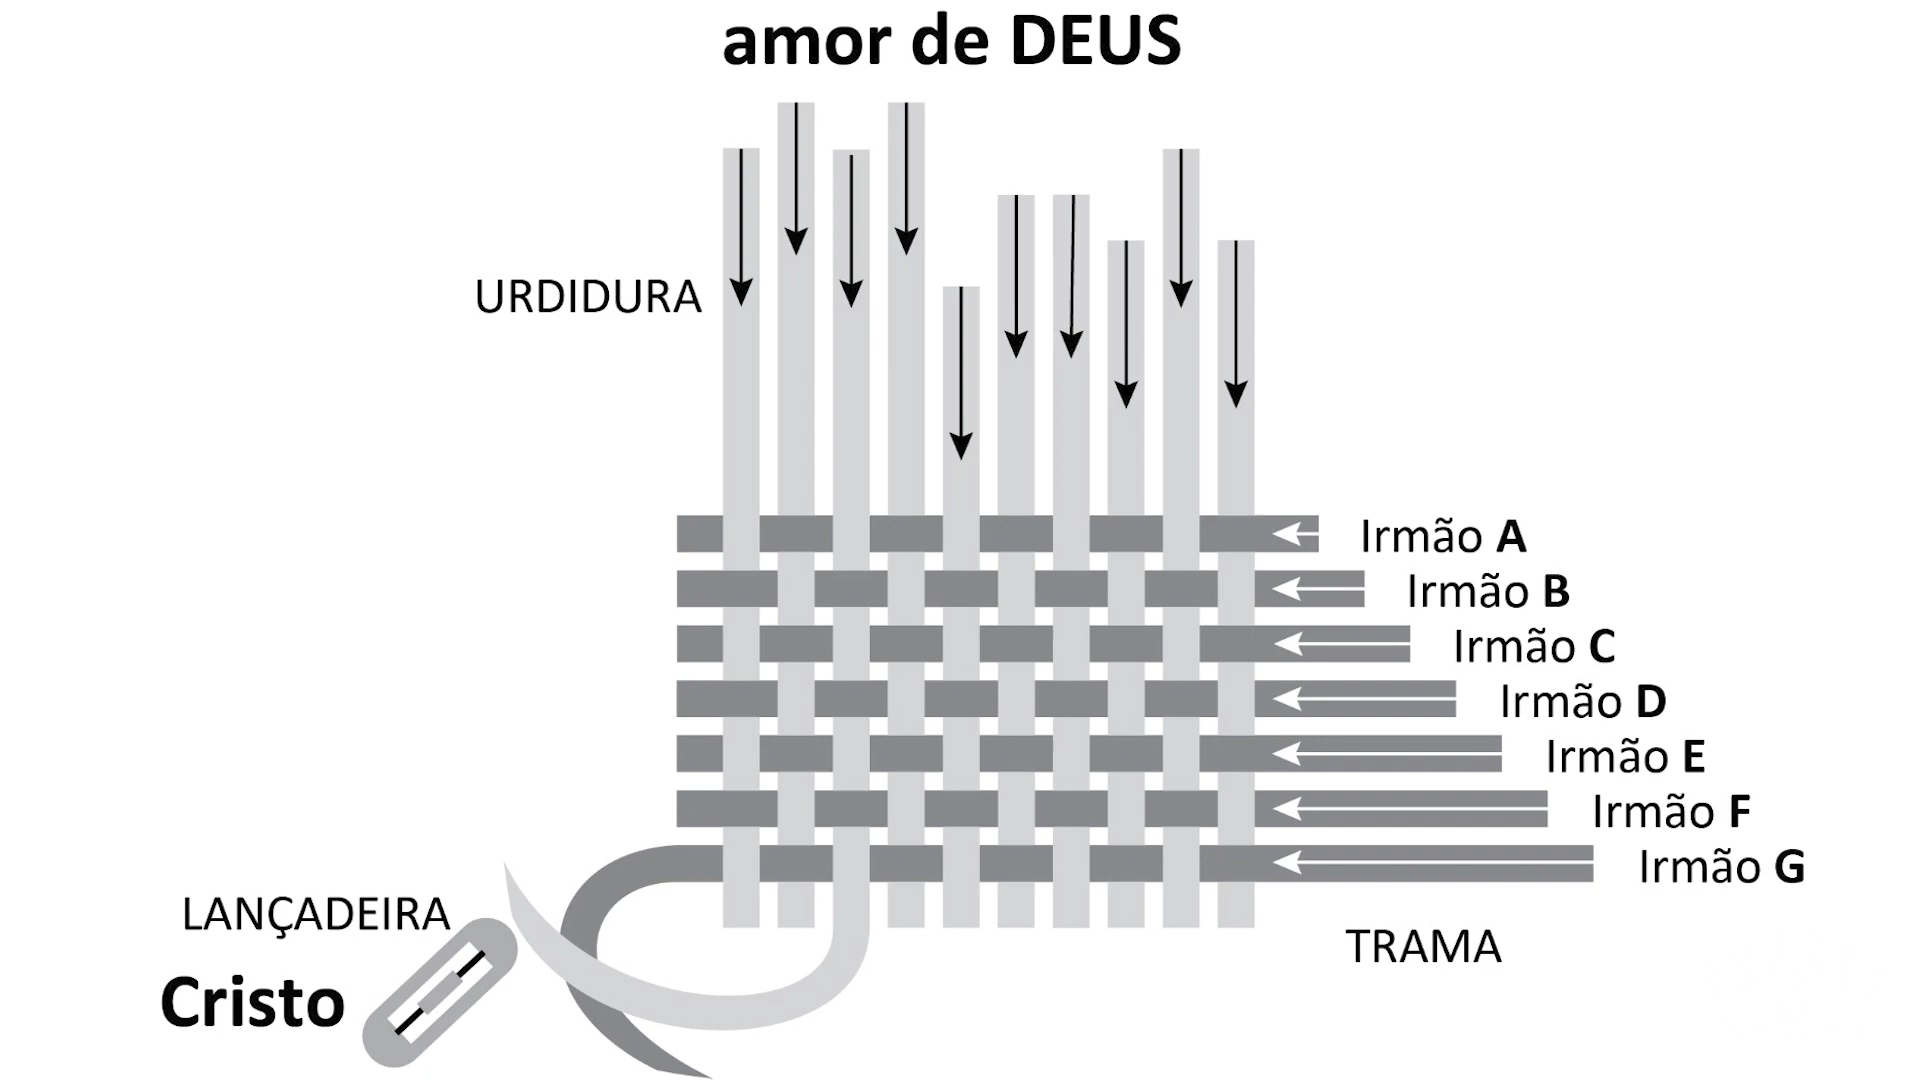 amor de DEUS
URDIDURA
Irmão A
Irmão B
Irmão C
Irmão D
Irmão E
Irmão F
Irmão G
LANÇADEIRA
TRAMA
Cristo